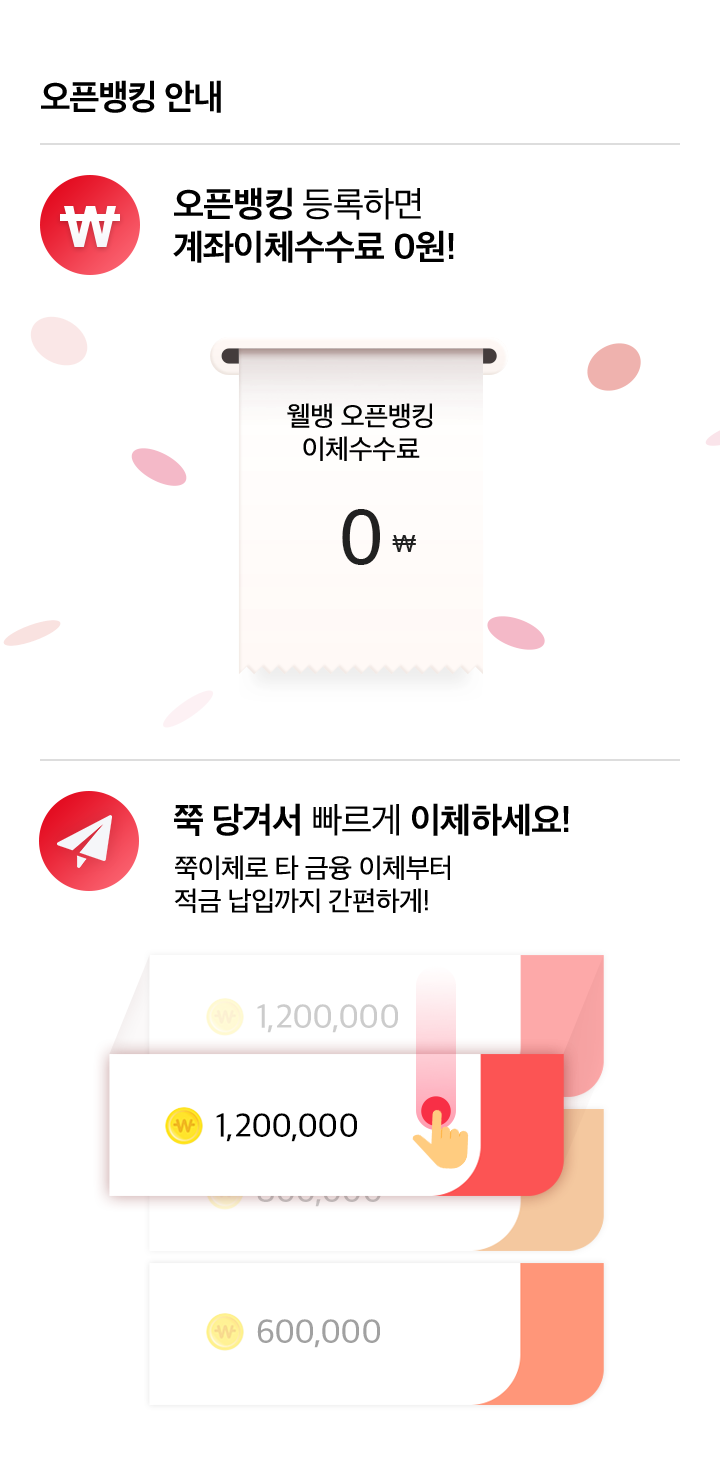 오픈뱅킹 안내
오픈뱅킹 등록하면
계좌이체수수료 0원!
웰뱅 오픈뱅킹
이체수수료
0 ₩
쭉 당겨서 빠르게 이체하세요!
쭉이체로 타 금융 이체부터
적금 납입까지 간편하게!
1,200,000
1,200,000
600,000